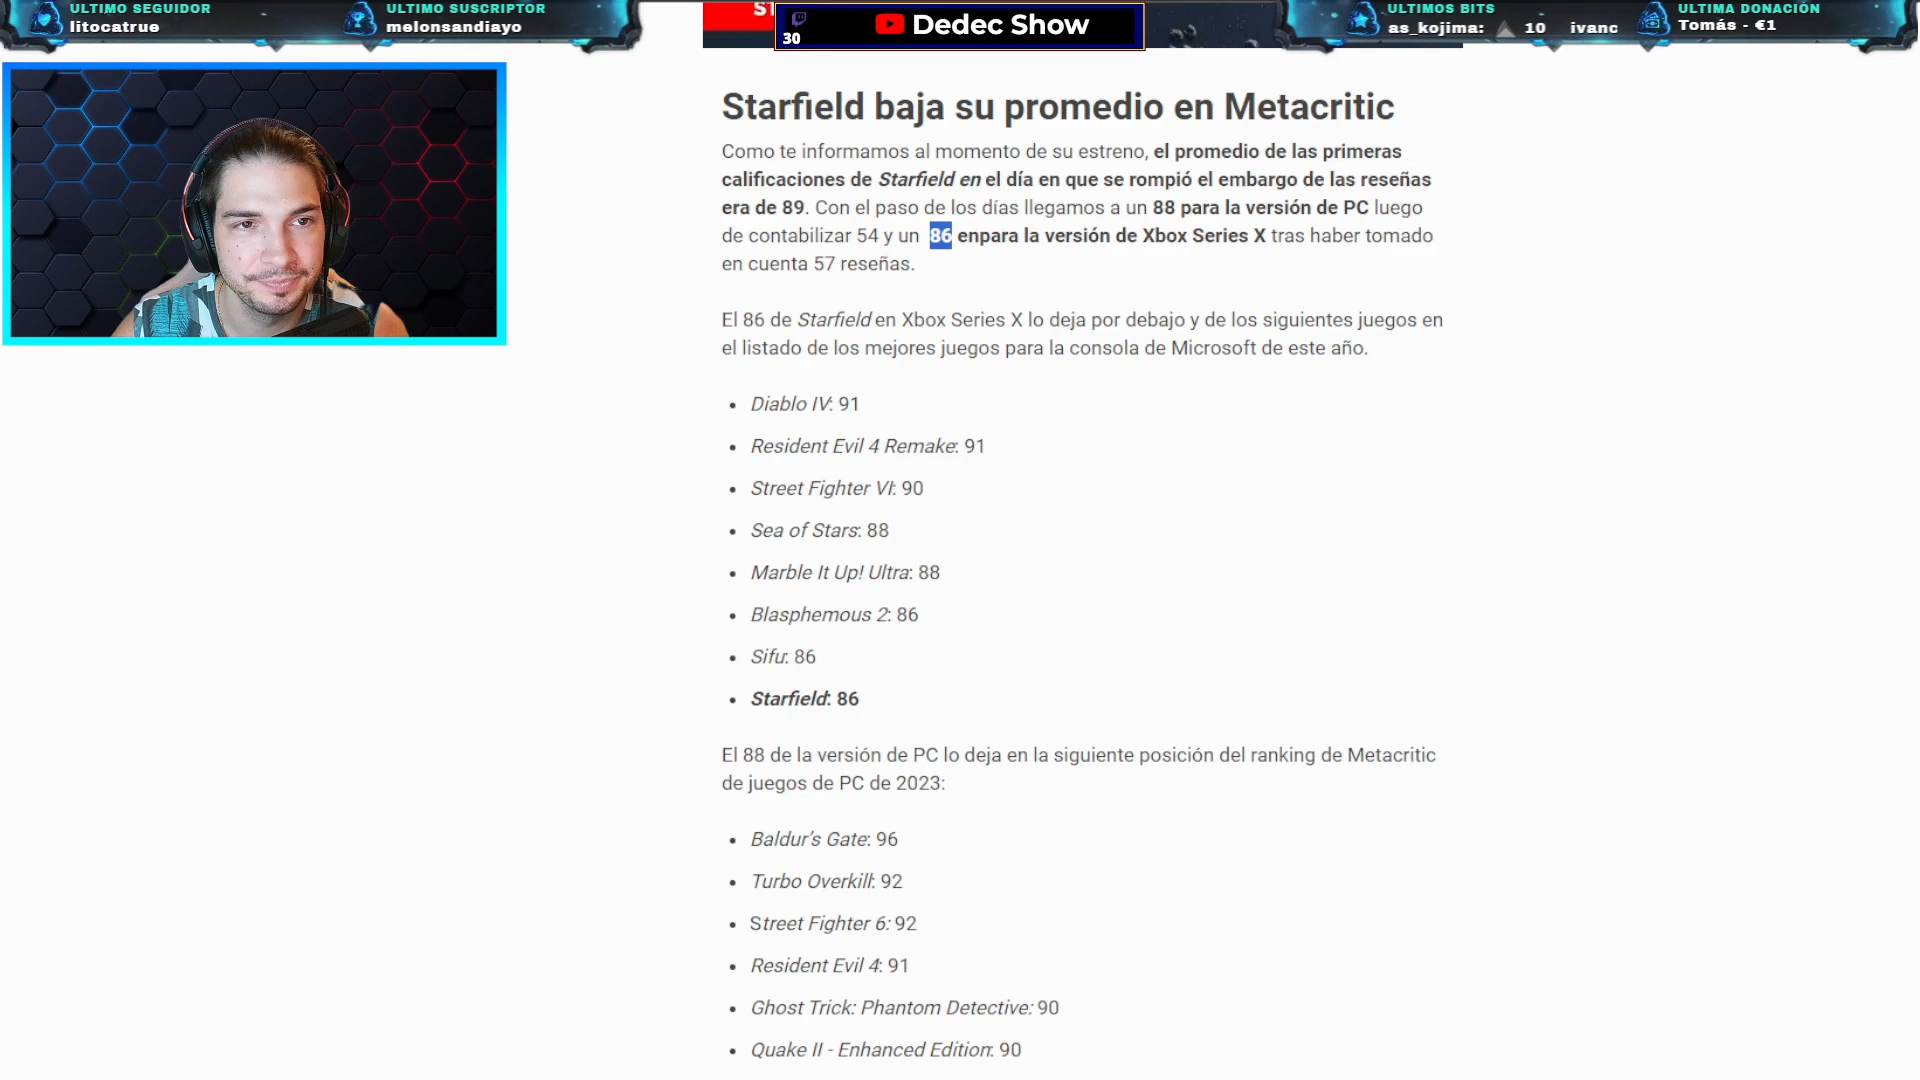 ULTIMO SEGUIDOR
litocatrue
ULTIMO SUSCRIPTOR
melonsandiayo
30
Dedec Show
ULTIMOS BITS
as_kojima: 10 ivanc
ULTIMA DONACIÓN
Tomás - €1
Starfield baja su promedio en Metacritic
Como te informamos al momento de su estreno, el promedio de las primeras
calificaciones de Starfield en el día en que se rompió el embargo de las reseñas
era de 89. Con el paso de los días llegamos a un 88 para la versión de PC luego
de contabilizar 54 y un 86 enpara la versión de Xbox Series X tras haber tomado
en cuenta 57 reseñas.
El 86 de Starfield en Xbox Series X lo deja por debajo y de los siguientes juegos en
el listado de los mejores juegos para la consola de Microsoft de este año.
• Diablo IV: 91
• Resident Evil 4 Remake: 91
• Street Fighter VI: 90
• Sea of Stars: 88
• Marble It Up! Ultra: 88
• Blasphemous 2: 86
• Sifu: 86
• Starfield: 86
El 88 de la versión de PC lo deja en la siguiente posición del ranking de Metacritic
de juegos de PC de 2023:
• Baldur’s Gate: 96
• Turbo Overkill: 92
• Street Fighter 6: 92
• Resident Evil 4: 91
• Ghost Trick: Phantom Detective: 90
• Quake II - Enhanced Edition: 90